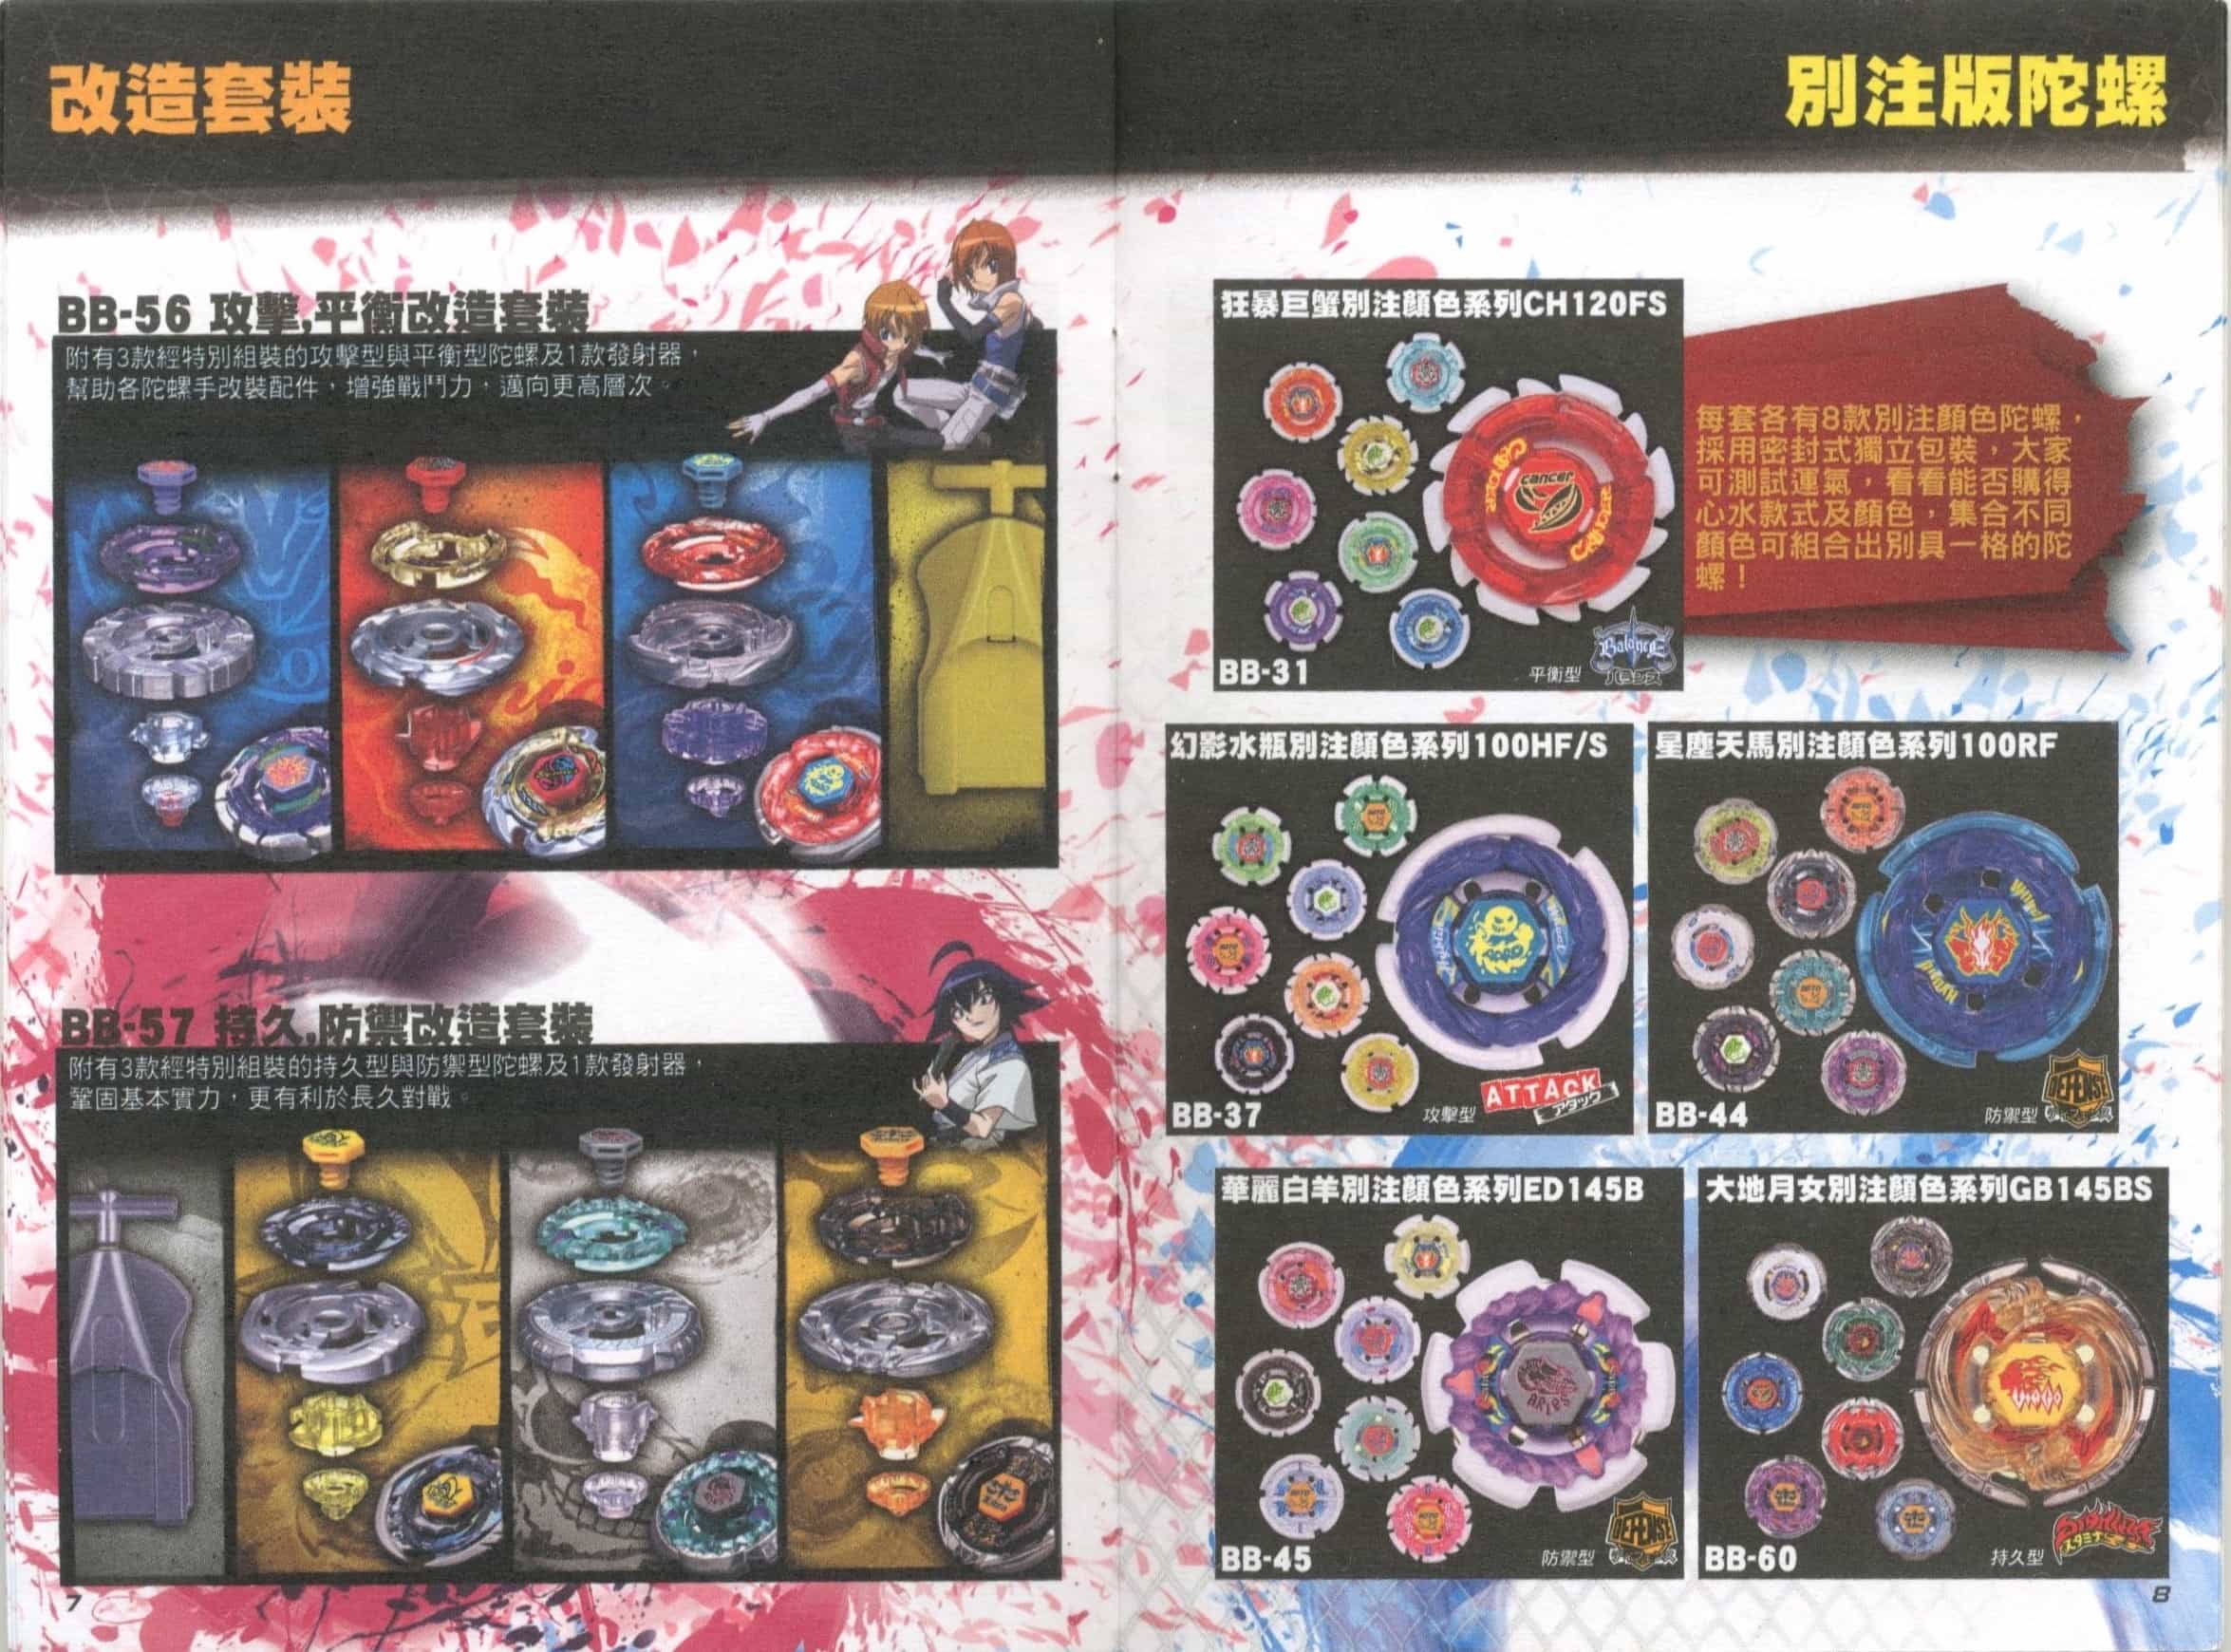 改造套裝
BB-56 攻擊,平衡改造套裝
附有3款經特別組裝的攻擊型與平衡型陀螺及1款發射器，
幫助各陀螺手改裝配件，增強戰鬥力，邁向更高層次。
BB-57 持久,防禦改造套裝
附有3款經特別組裝的持久型與防禦型陀螺及1款發射器，
鞏固基本實力，更有利於長久對戰。
7
別注版陀螺
狂暴巨蟹別注顏色系列CH120FS
cancer
BB-31
平衡型
Balance
バランス
每套各有8款別注顏色陀螺，
採用密封式獨立包裝，大家
可測試運氣，看看能否購得
心水款式及顏色，集合不同
顏色可組合出別具一格的陀
螺！
幻影水瓶別注顏色系列100HF/S
BB-37
攻擊型
ATTACK
アタック
星塵天馬別注顏色系列100RF
BB-44
防禦型
DEFENSE
華麗白羊別注顏色系列ED145B
ARIES
BB-45
防禦型
DEFENSE
大地月女別注顏色系列GB145BS
BB-60
持久型
スタミナ
8